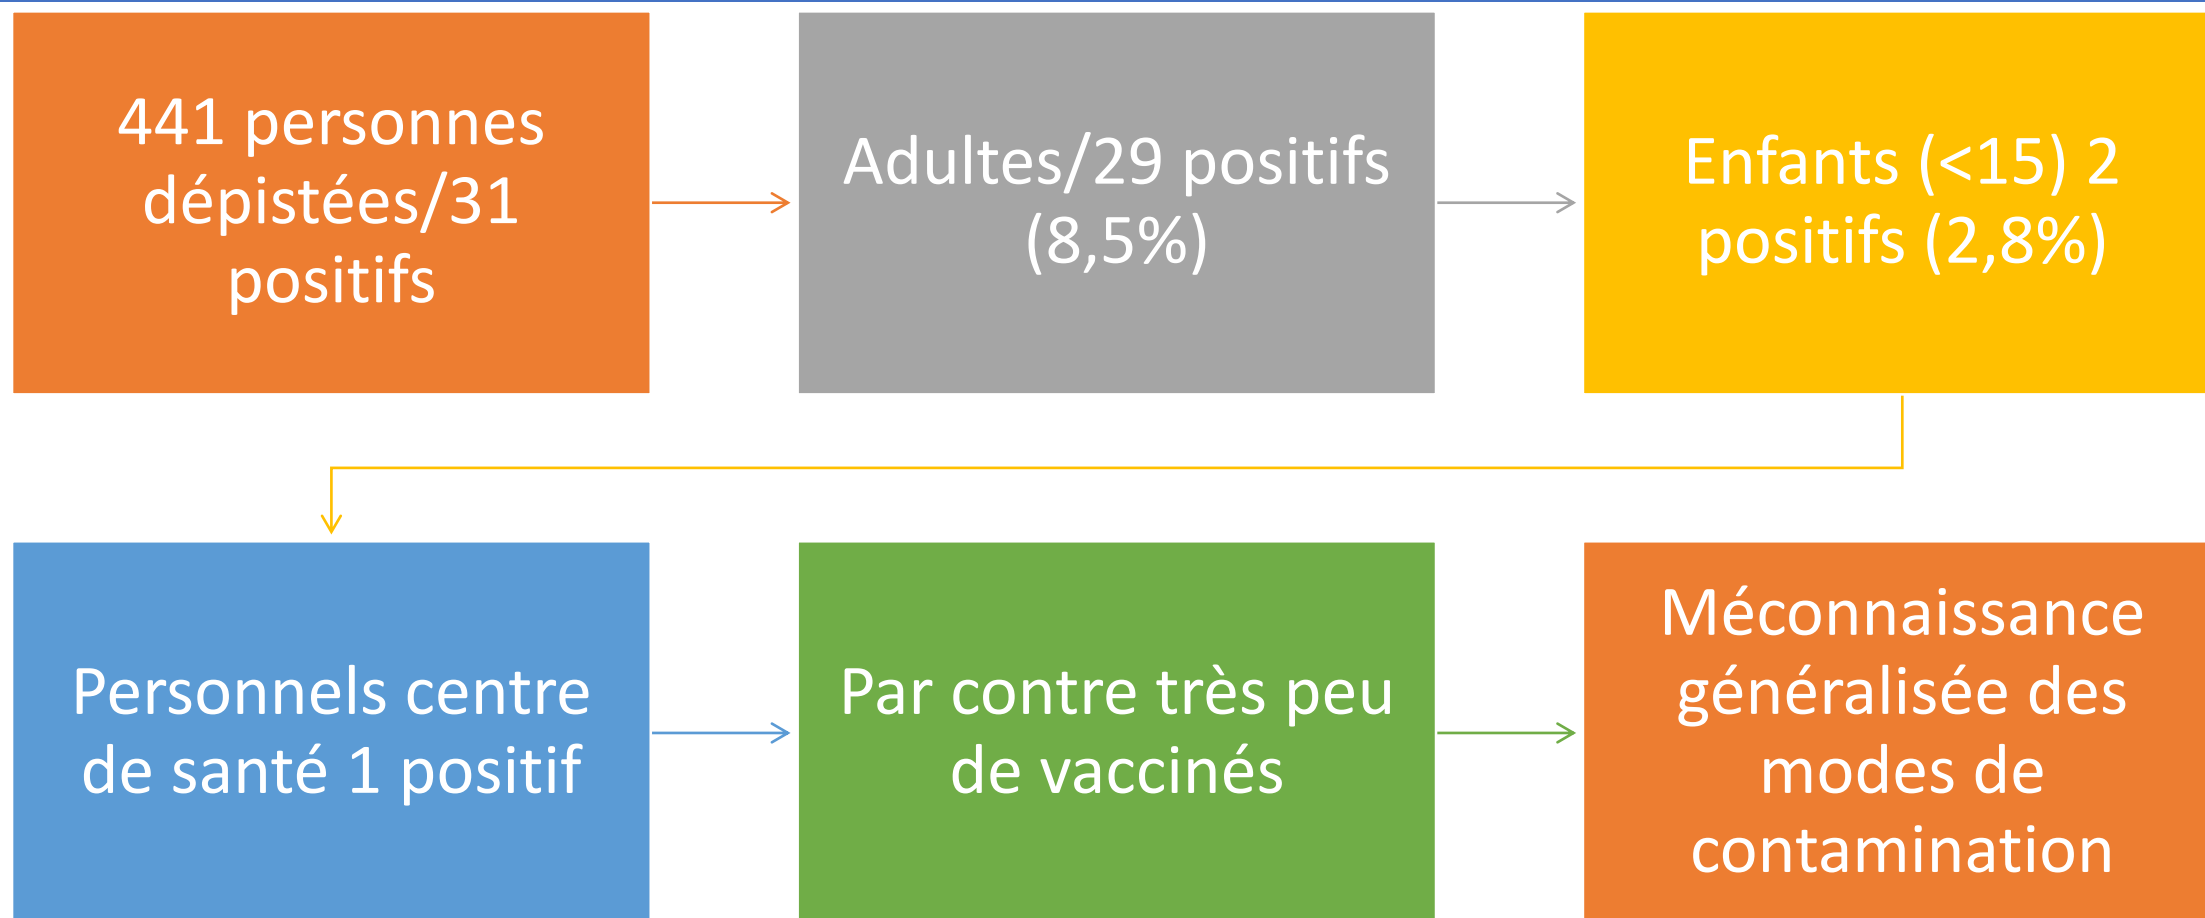 441 personnes
dépistées/31
positifs
Adultes/29 positifs
(8,5%)
Enfants (<15) 2
positifs (2,8%)
Personnels centre
de santé 1 positif
Par contre très peu
de vaccinés
Méconnaissance
généralisée des
modes de
contamination